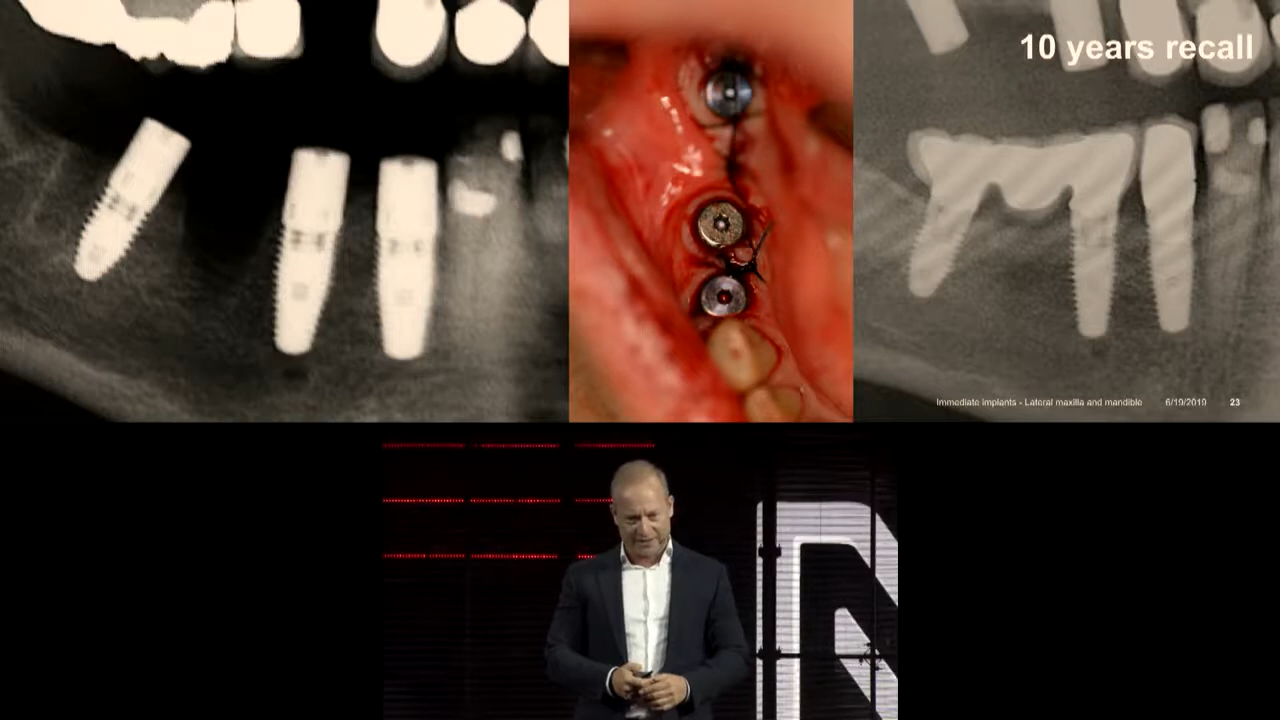 10 years recall
Immediate implants - Lateral maxilla and mandible 6/19/2019 23